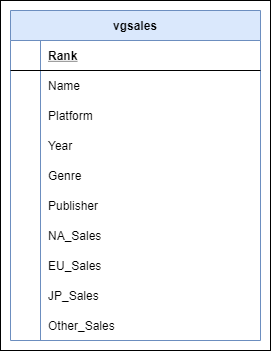 vgsales
Rank
Name
Platform
Year
Genre
Publisher
NA_Sales
EU_Sales
JP_Sales
Other_Sales